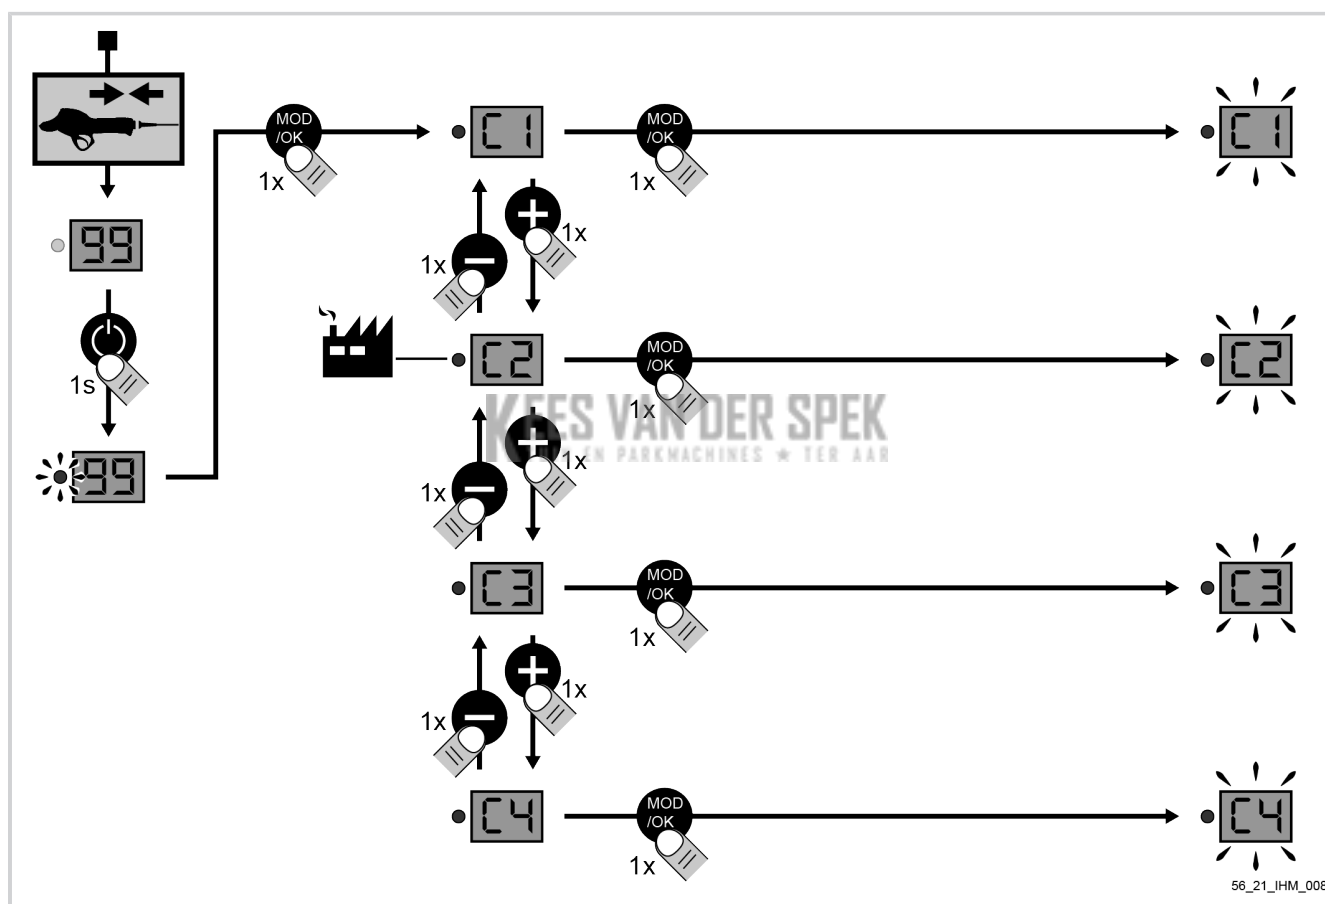 MOD
/OK
1x
C1
MOD
/OK
1x
C1
99
1x
1x
1s
C2
MOD
/OK
1x
C2
KEES VAN DER SPEK
EN PARKMACHINES ★ TER AAR
99
1x
1x
C3
MOD
/OK
1x
C3
1x
1x
C4
MOD
/OK
1x
C4
56_21_IHM_008